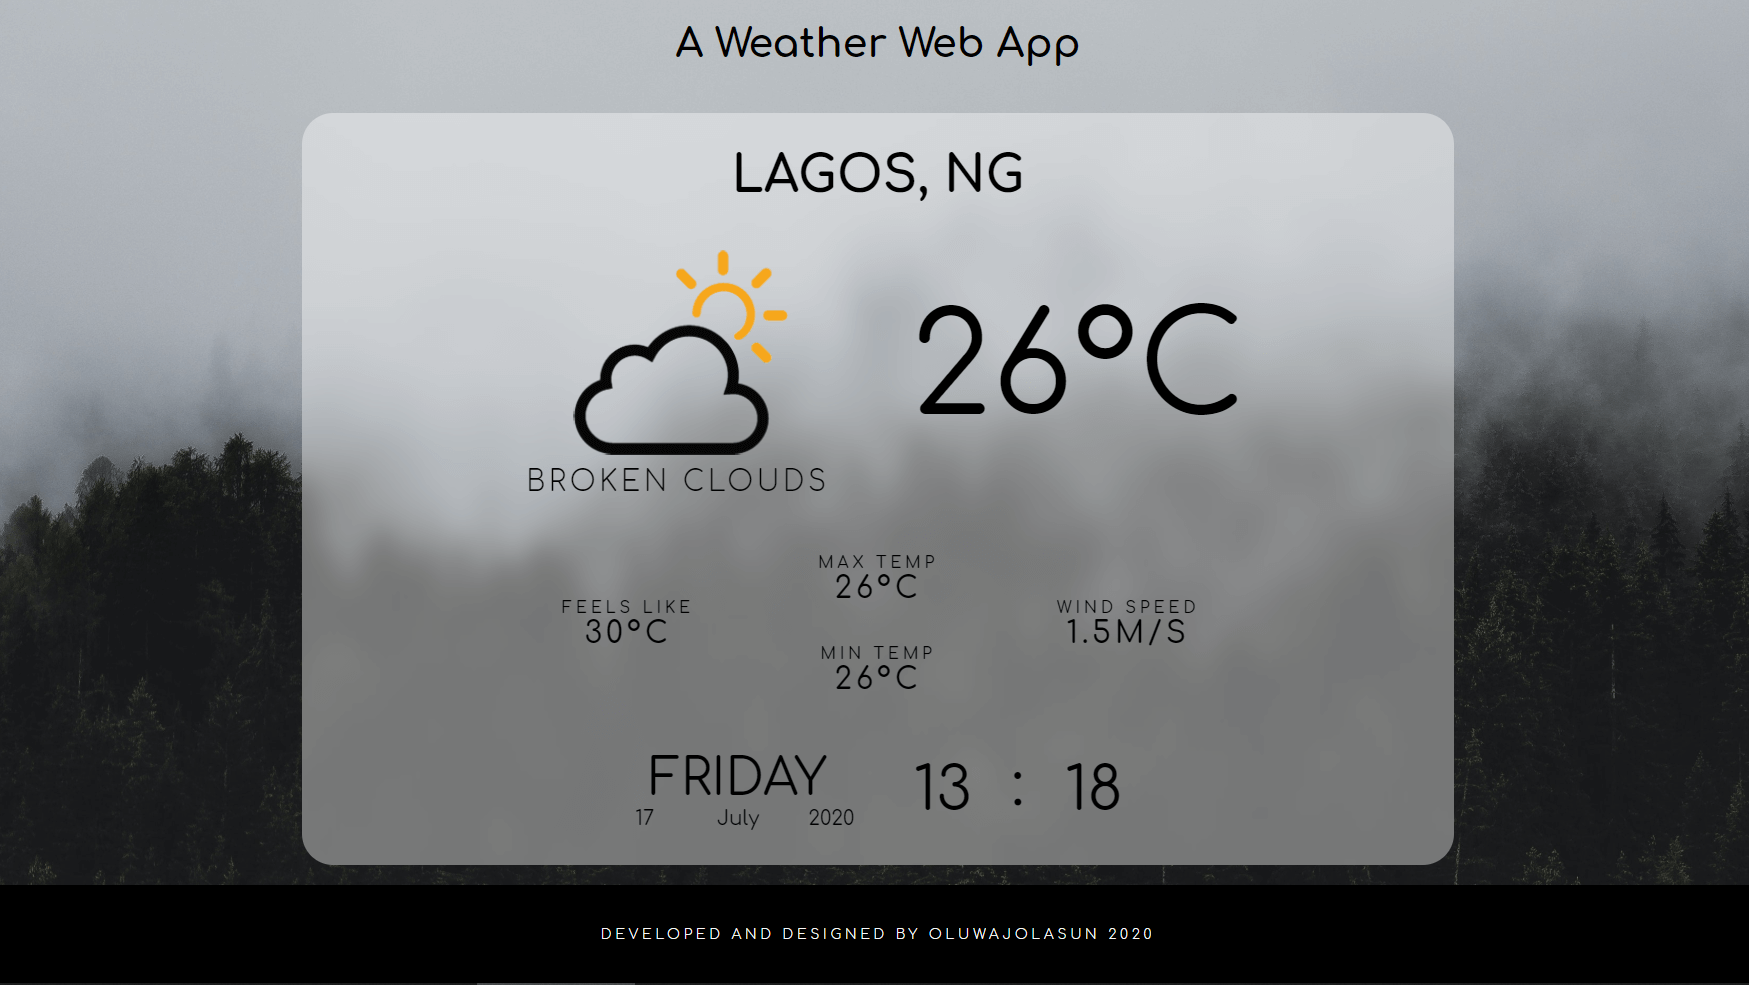 A Weather Web App
LAGOS, NG
26°C
BROKEN CLOUDS
MAX TEMP
26°C
FEELS LIKE
30°C
WIND SPEED
1.5M/S
MIN TEMP
26°C
FRIDAY
17 July 2020
13 : 18
DEVELOPED AND DESIGNED BY OLUWAJOLASUN 2020